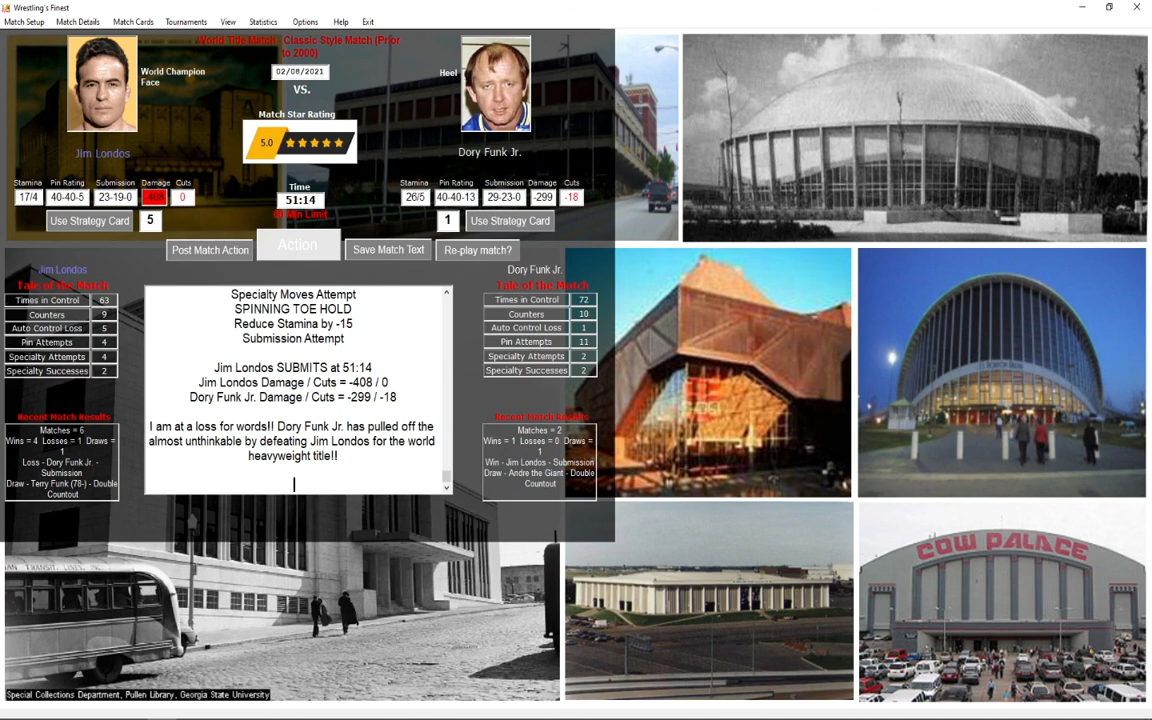 Wrestling's Finest
Match Setup Match Details Match Cards Tournaments View Statistics Options Help Exit
World Title Match - Classic Style Match (Prior
to 2000)
World Champion
Face
02/08/2021
VS.
Heel
Match Star Rating
5.0
Jim Londos
Dory Funk Jr.
Stamina Pin Rating Submission Damage Cuts
17/4 40-40-5 23-19-0 -408 0
Time
51:14
60 Min Limit
Stamina Pin Rating Submission Damage Cuts
26/5 40-40-13 29-23-0 -299 -18
Use Strategy Card 5
1 Use Strategy Card
Post Match Action Action Save Match Text Re-play match?
Jim Londos
Tale of the Match
Times in Control 63
Counters 9
Auto Control Loss 5
Pin Attempts 4
Specialty Attempts 4
Specialty Successes 2
Recent Match Results
Matches = 6
Wins = 4 Losses = 1 Draws =
1
Loss - Dory Funk Jr. -
Submission
Draw - Terry Funk (78-) - Double
Countout
Specialty Moves Attempt
SPINNING TOE HOLD
Reduce Stamina by -15
Submission Attempt
Jim Londos SUBMITS at 51:14
Jim Londos Damage / Cuts = -408 / 0
Dory Funk Jr. Damage / Cuts = -299 / -18
I am at a loss for words!! Dory Funk Jr. has pulled off the
almost unthinkable by defeating Jim Londos for the world
heavyweight title!!
Dory Funk Jr.
Tale of the Match
Times in Control 72
Counters 10
Auto Control Loss 1
Pin Attempts 11
Specialty Attempts 2
Specialty Successes 2
Recent Match Results
Matches = 2
Wins = 1 Losses = 0 Draws =
1
Win - Jim Londos - Submission
Draw - Andre the Giant - Double
Countout
COW PALACE
Special Collections Department, Pullen Library, Georgia State University